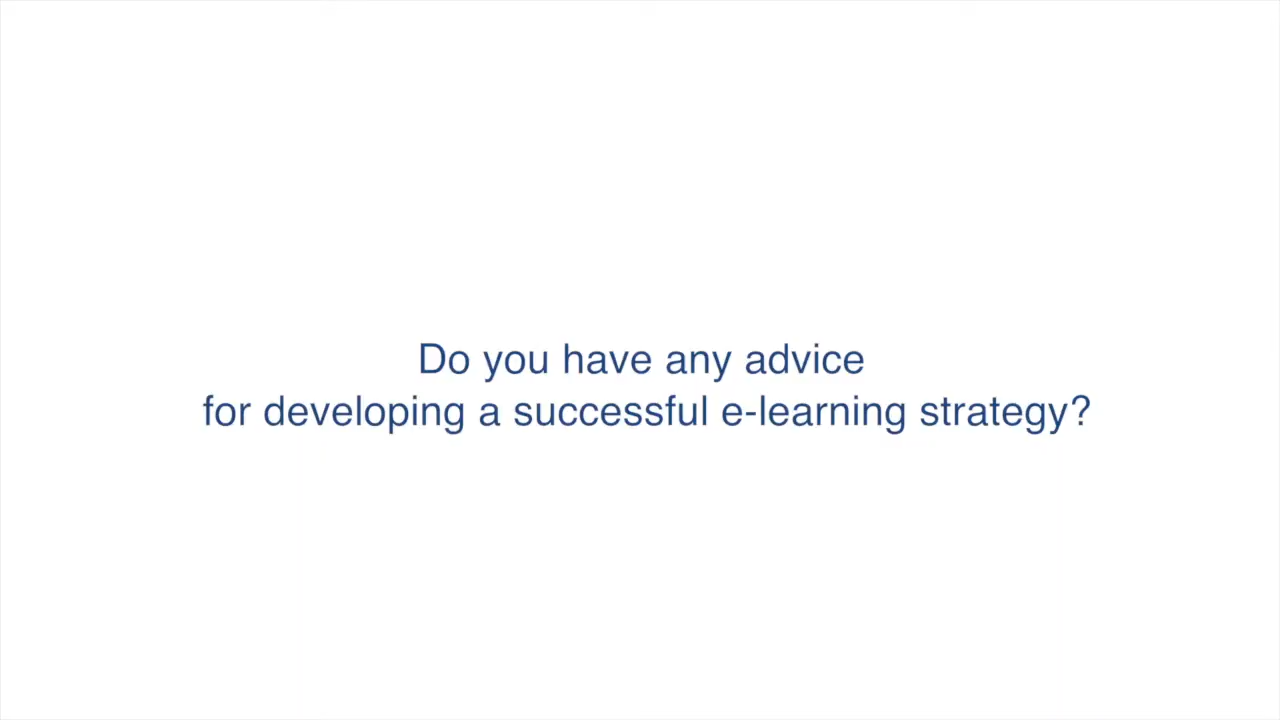 Do you have any advice
for developing a successful e-learning strategy?